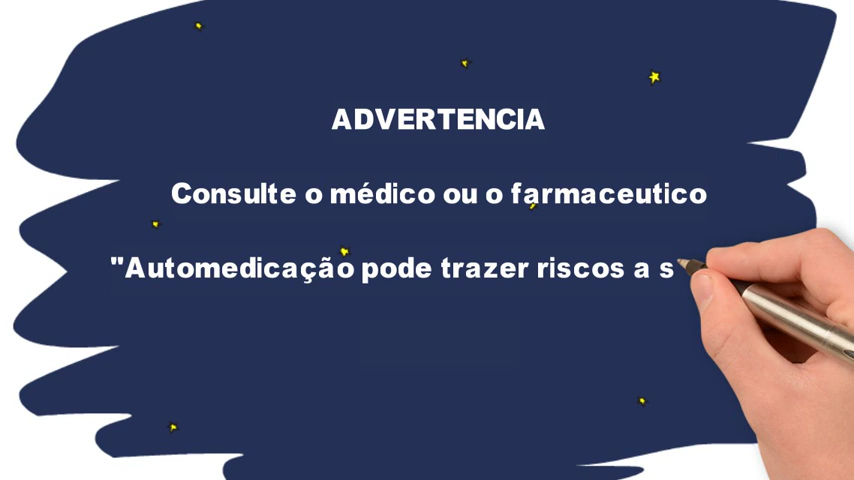 ADVERTENCIA
Consulte o médico ou o farmaceutico
"Automedicação pode trazer riscos a s